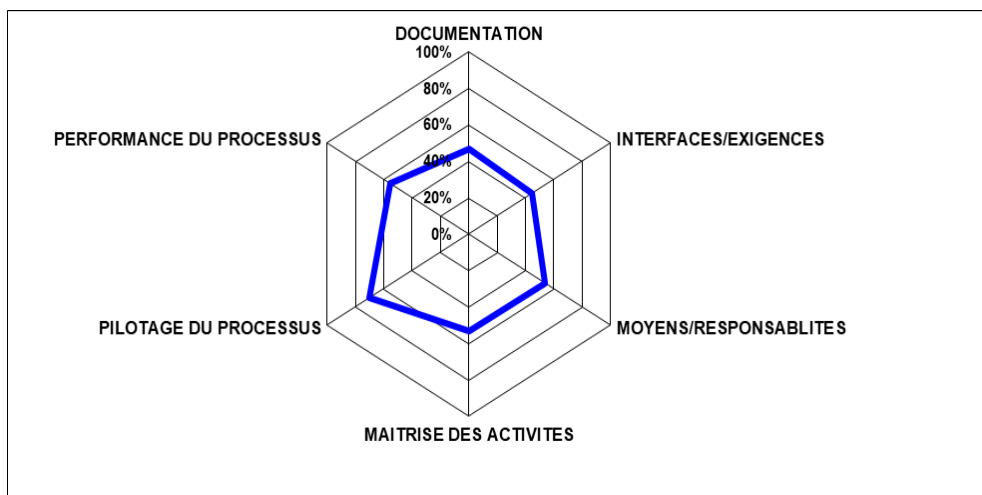 DOCUMENTATION
100%
80%
60%
40%
20%
0%
INTERFACES/EXIGENCES
MOYENS/RESPONSABLITES
MAITRISE DES ACTIVITES
PILOTAGE DU PROCESSUS
PERFORMANCE DU PROCESSUS